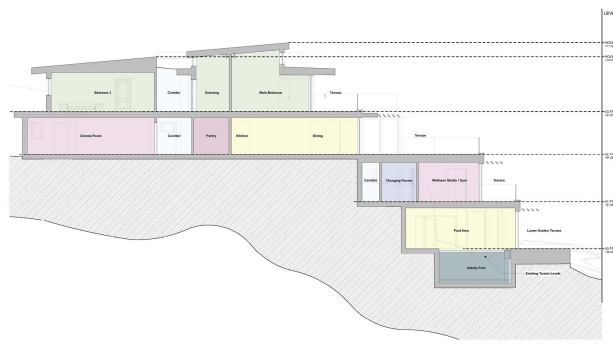 LEVE
Bedroom 3
Corridor
Dressing
Main Bedroom
Terrace
Cinema Room
Corridor
Pantry
Kitchen
Dining
Terrace
Corridor
Changing Rooms
Wellness Studio / Gym
Terrace
Pool Area
Lower Garden Terrace
Infinity Pool
Existing Terrain Levels